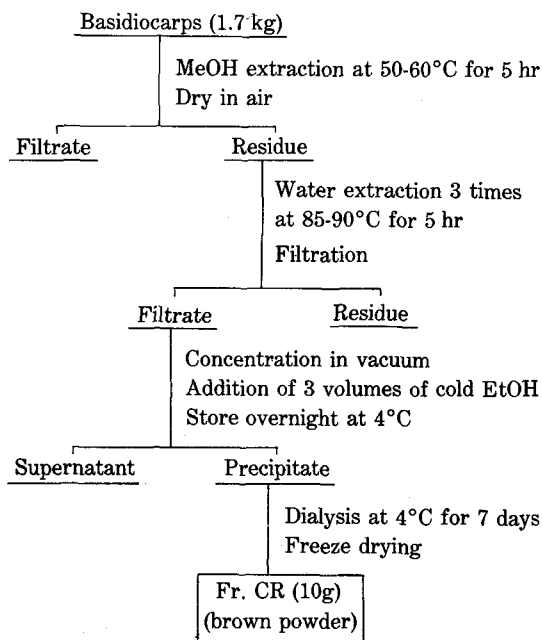 Basidiocarps (1.7 kg)
MeOH extraction at 50-60°C for 5 hr
Dry in air
Filtrate
Residue
Water extraction 3 times
at 85-90°C for 5 hr
Filtration
Filtrate
Residue
Concentration in vacuum
Addition of 3 volumes of cold EtOH
Store overnight at 4°C
Supernatant
Precipitate
Dialysis at 4°C for 7 days
Freeze drying
Fr. CR (10g)
(brown powder)